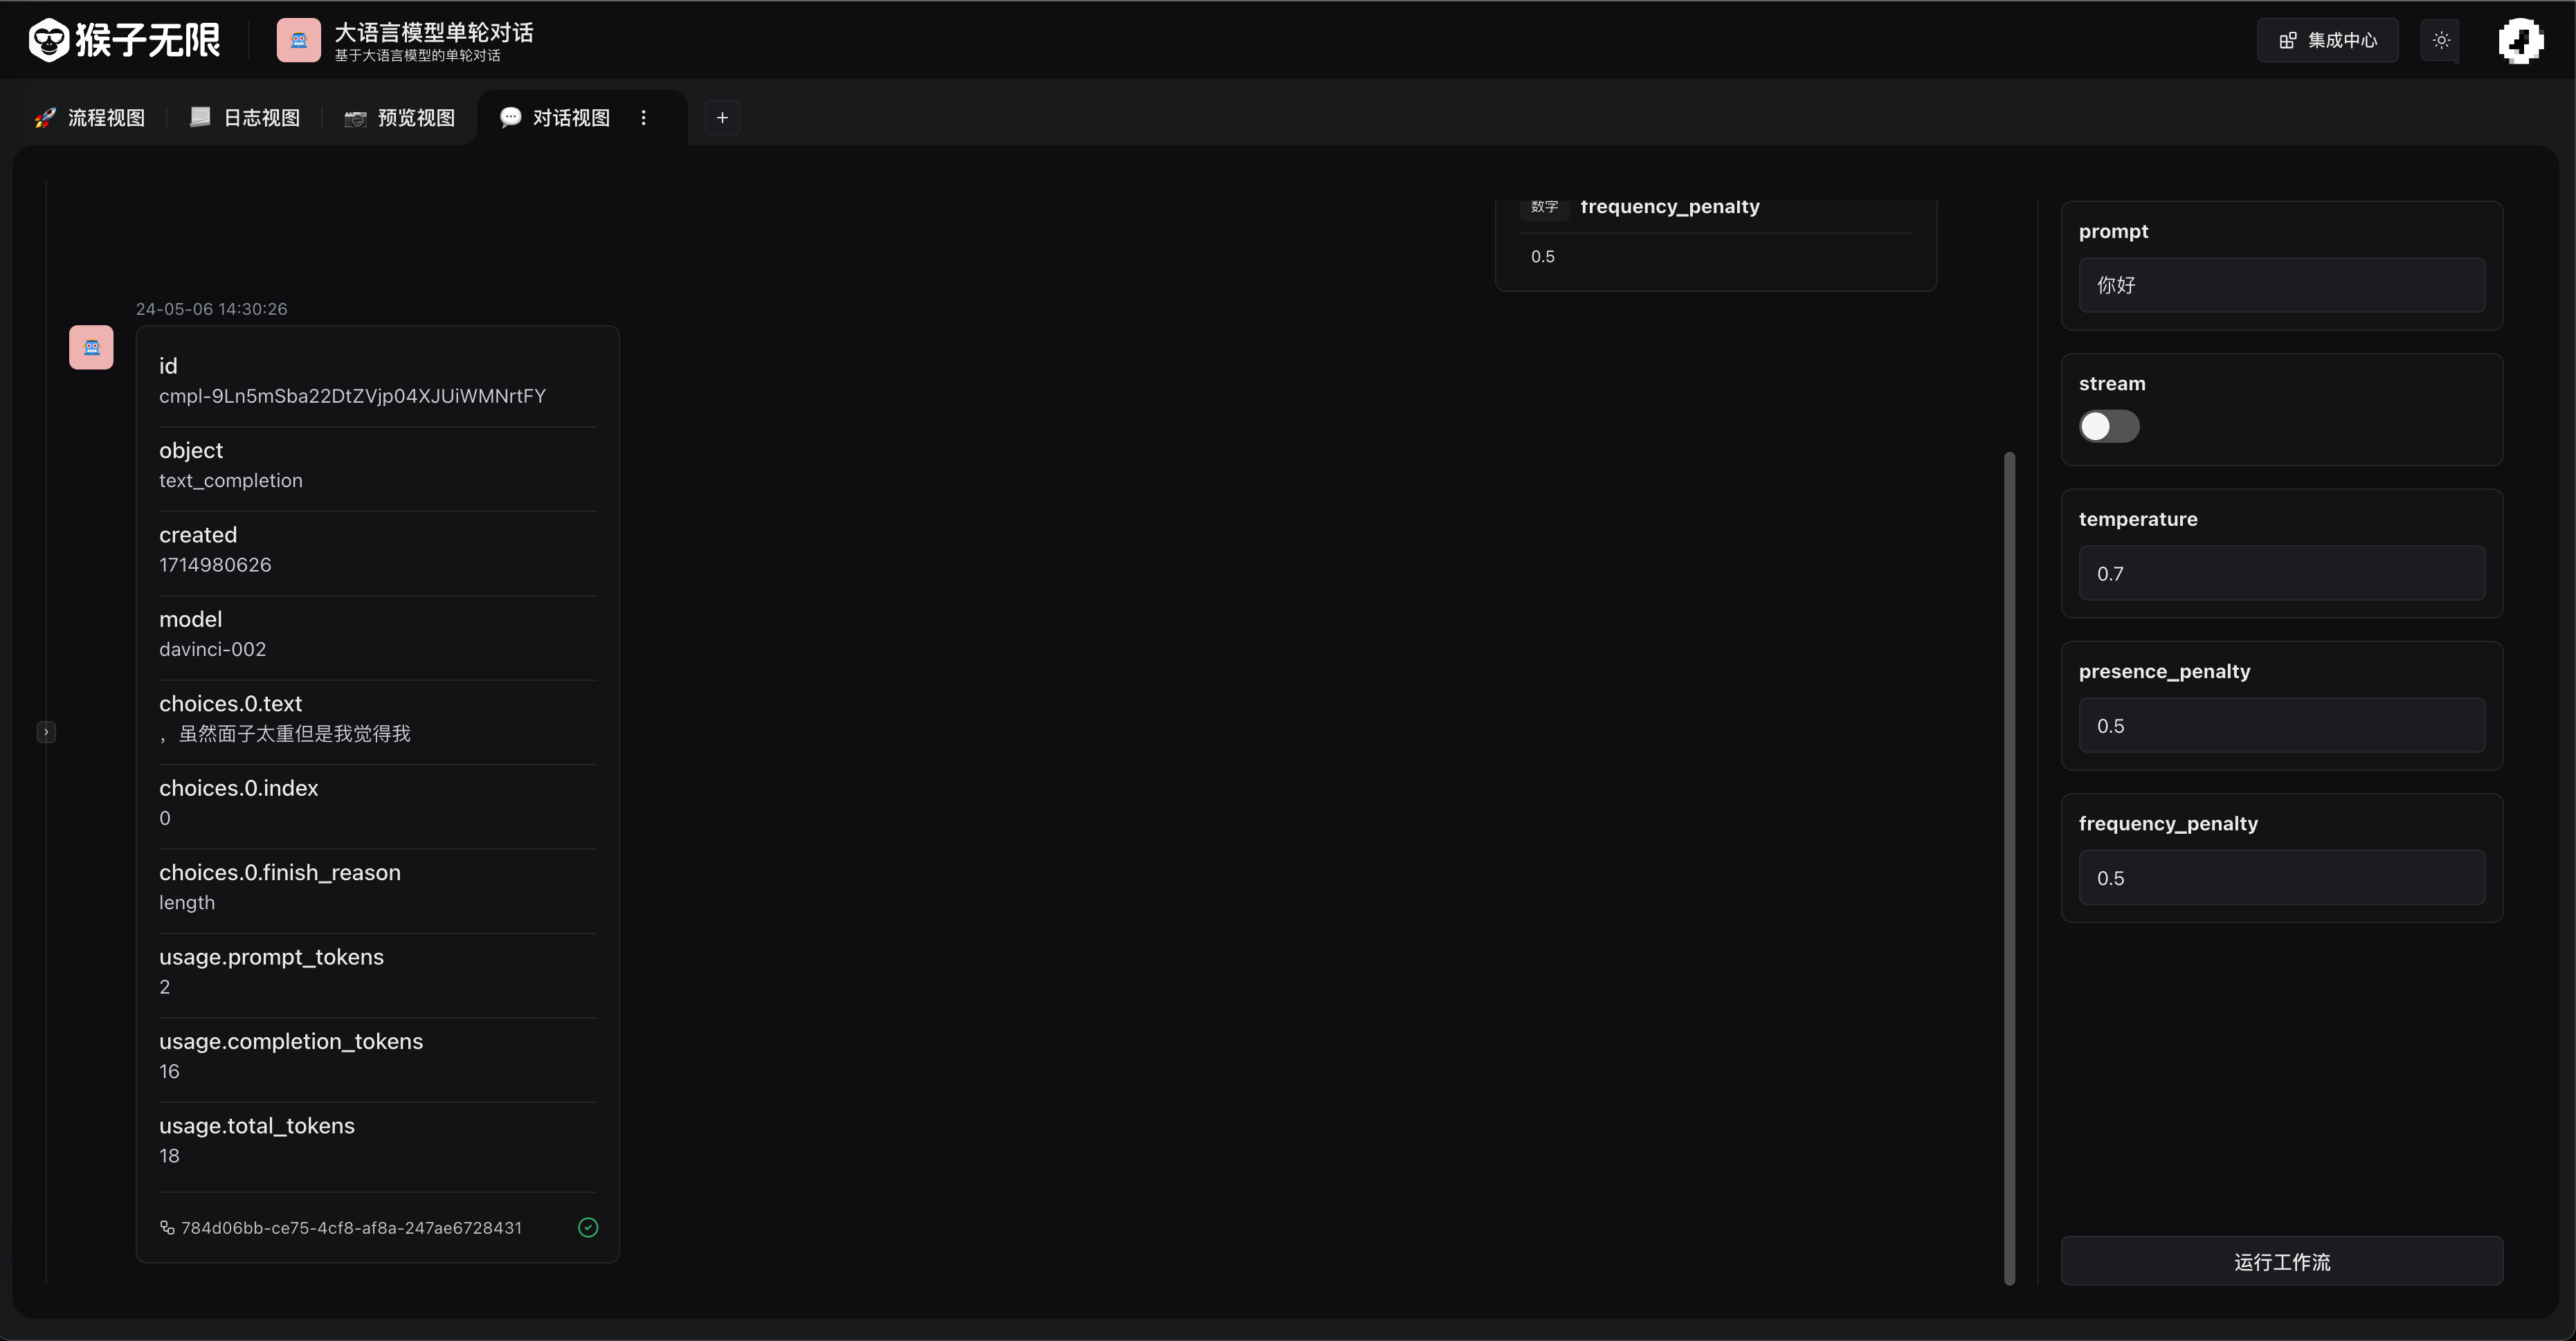 猴子无限
大语言模型单轮对话
基于大语言模型的单轮对话
集成中心
流程视图
日志视图
预览视图
对话视图
数字 frequency_penalty
0.5
24-05-06 14:30:26
id
cmpl-9Ln5mSba22DtZVjp04XJUiWMNrtFY
object
text_completion
created
1714980626
model
davinci-002
choices.0.text
，虽然面子太重但是我觉得我
choices.0.index
0
choices.0.finish_reason
length
usage.prompt_tokens
2
usage.completion_tokens
16
usage.total_tokens
18
784d06bb-ce75-4cf8-af8a-247ae6728431
prompt
你好
stream
temperature
0.7
presence_penalty
0.5
frequency_penalty
0.5
运行工作流